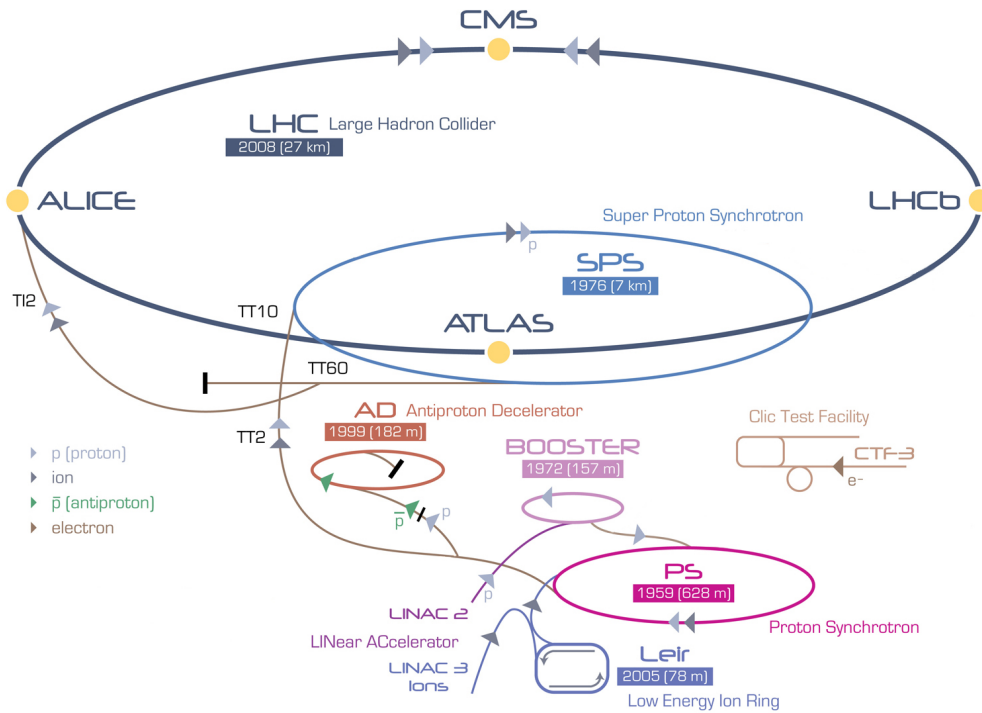 CMS
LHC Large Hadron Collider
2008 (27 km)
ALICE
LHCb
Super Proton Synchrotron
p
SPS
1976 (7 km)
TI2
TT10
ATLAS
TT60
AD Antiproton Decelerator
1999 (182 m)
TT2
BOOSTER
1972 (157 m)
Clic Test Facility
CTF-3
e-
p (proton)
ion
p̄ (antiproton)
electron
p̄
p
PS
1959 (628 m)
p
LINAC 2
LINear ACcelerator
Proton Synchrotron
LINAC 3
Ions
Leir
2005 (78 m)
Low Energy Ion Ring